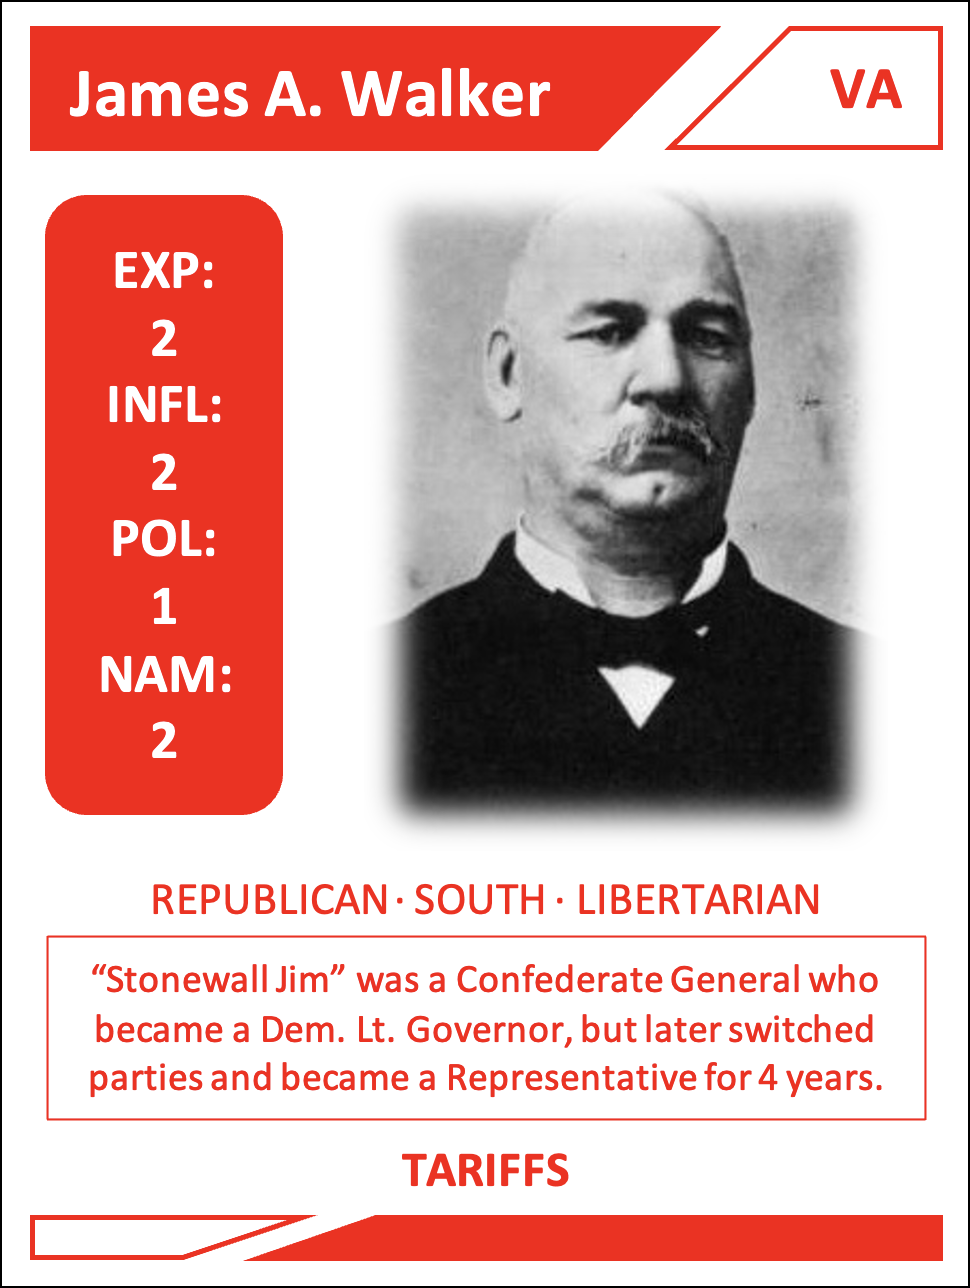 James A. Walker
VA
EXP:
2
INFL:
2
POL:
1
NAM:
2
REPUBLICAN · SOUTH · LIBERTARIAN
“Stonewall Jim” was a Confederate General who
became a Dem. Lt. Governor, but later switched
parties and became a Representative for 4 years.
TARIFFS